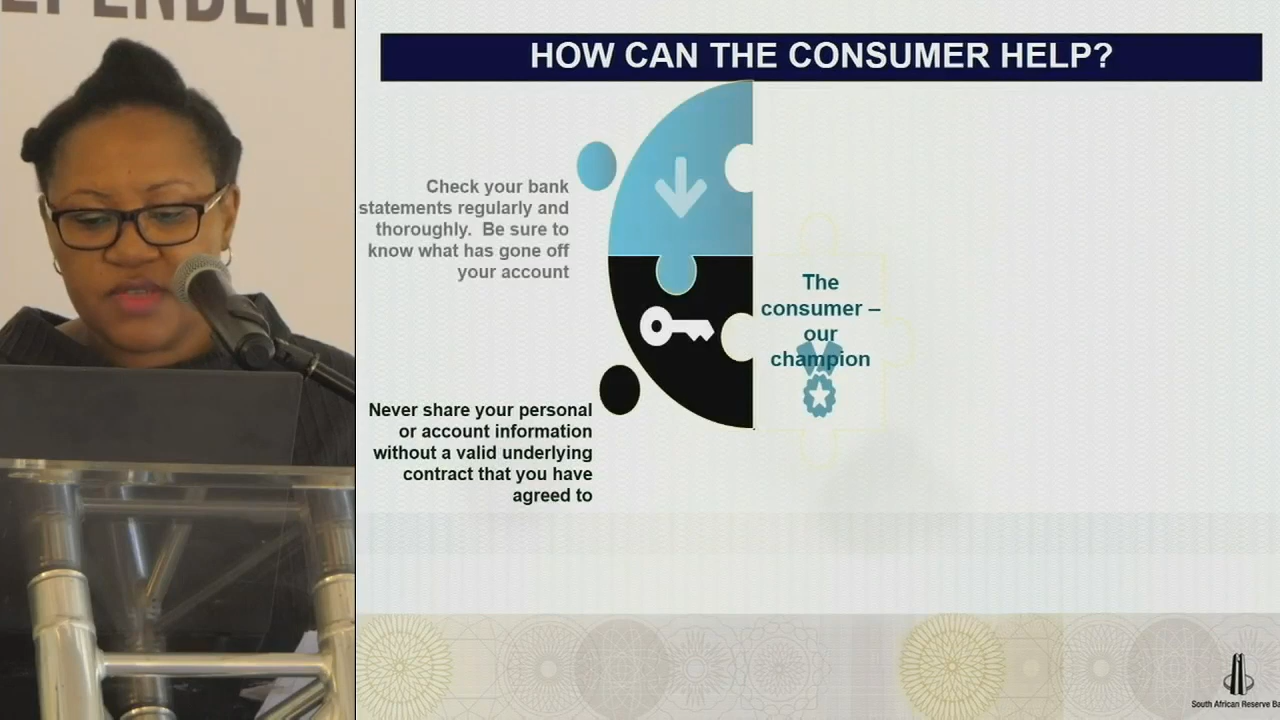 HOW CAN THE CONSUMER HELP?
Check your bank
statements regularly and
thoroughly. Be sure to
know what has gone off
your account
The
consumer –
our
champion
Never share your personal
or account information
without a valid underlying
contract that you have
agreed to
South African Reserve